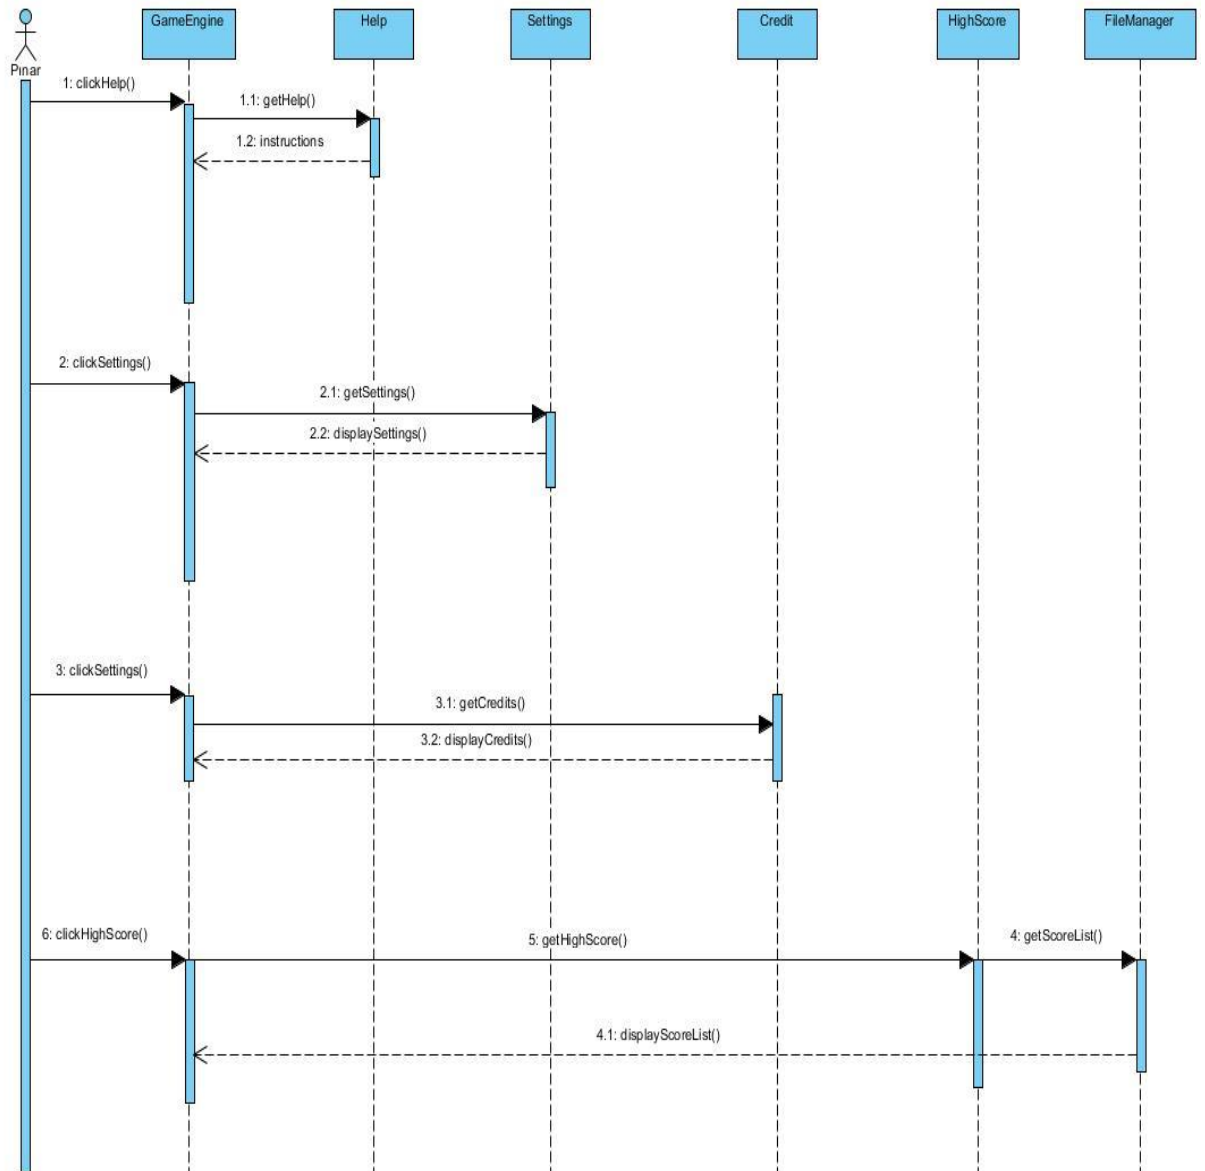 GameEngine
Help
Settings
Credit
HighScore
FileManager
Pınar
1: clickHelp()
1.1: getHelp()
1.2: instructions
2: clickSettings()
2.1: getSettings()
2.2: displaySettings()
3: clickSettings()
3.1: getCredits()
3.2: displayCredits()
6: clickHighScore()
5: getHighScore()
4: getScoreList()
4.1: displayScoreList()